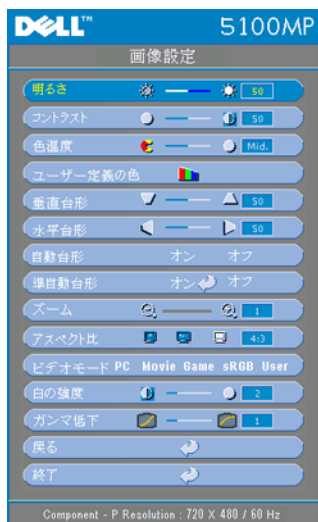 DELL™ 5100MP
画像設定
明るさ 50
コントラスト 50
色温度 Mid.
ユーザー定義の色
垂直台形 50
水平台形 50
自動台形 オン オフ
準自動台形 オン オフ
ズーム 1
アスペクト比 4:3
ビデオモード PC Movie Game sRGB User
白の強度 2
ガンマ低下 1
戻る
終了
Component - P Resolution : 720 X 480 / 60 Hz